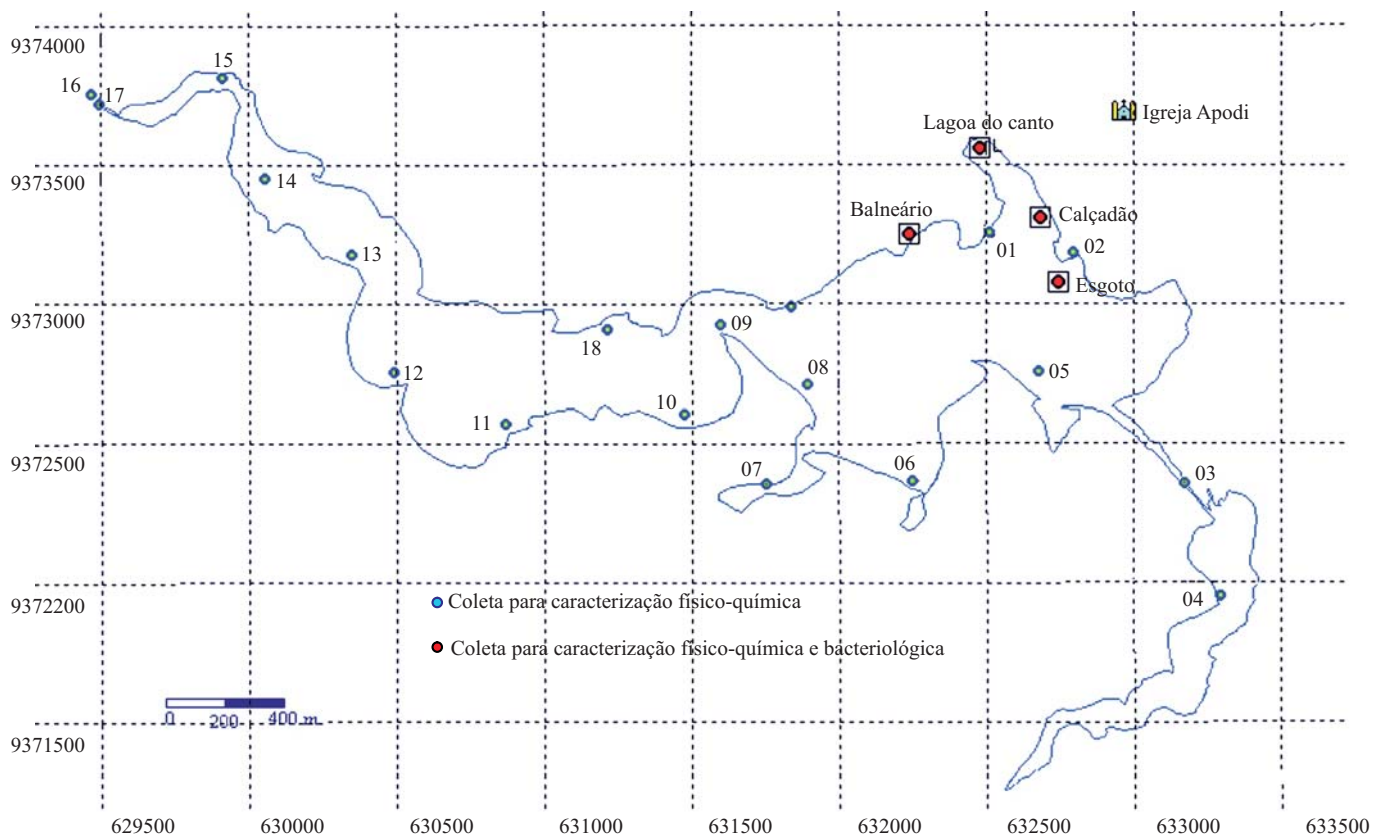 9374000
15
16
17
Igreja Apodi
Lagoa do canto
9373500
14
Balneário
Calçadão
13
01
02
Esgoto
9373000
09
18
08
05
12
10
11
9372500
07
06
03
9372200
04
Coleta para caracterização físico-química
Coleta para caracterização físico-química e bacteriológica
0 200 400 m
9371500
629500 630000 630500 631000 631500 632000 632500 633000 633500